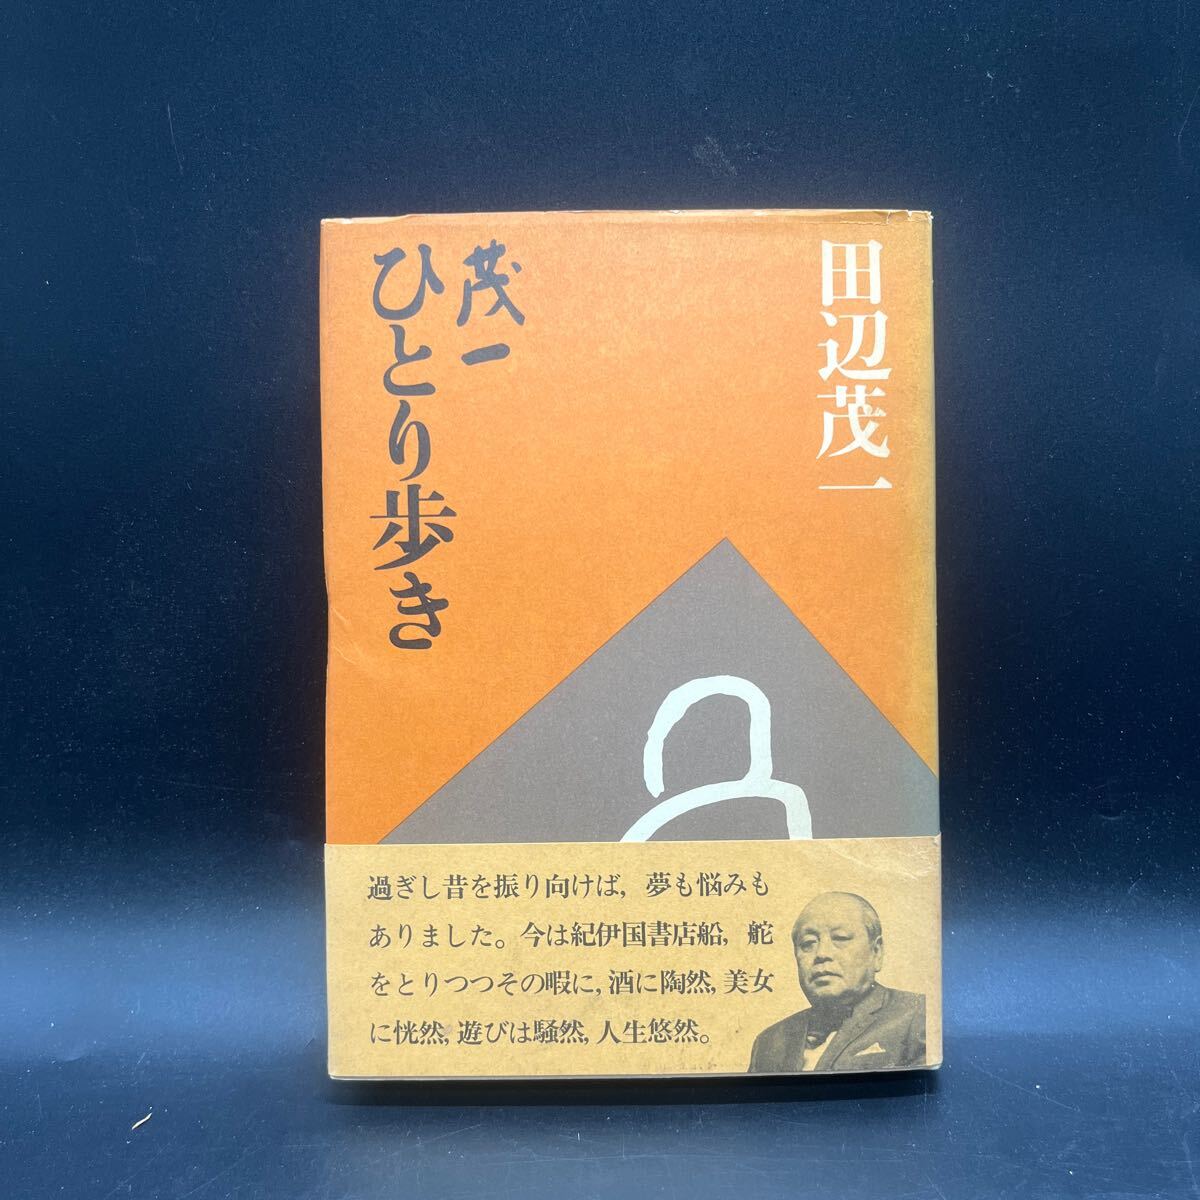 田辺茂一
茂一
ひとり歩き
過ぎし昔を振り向けば,夢も悩みも
ありました。今は紀伊国書店船,舵
をとりつつその暇に,酒に陶然,美女
に恍然,遊びは騒然,人生悠然。